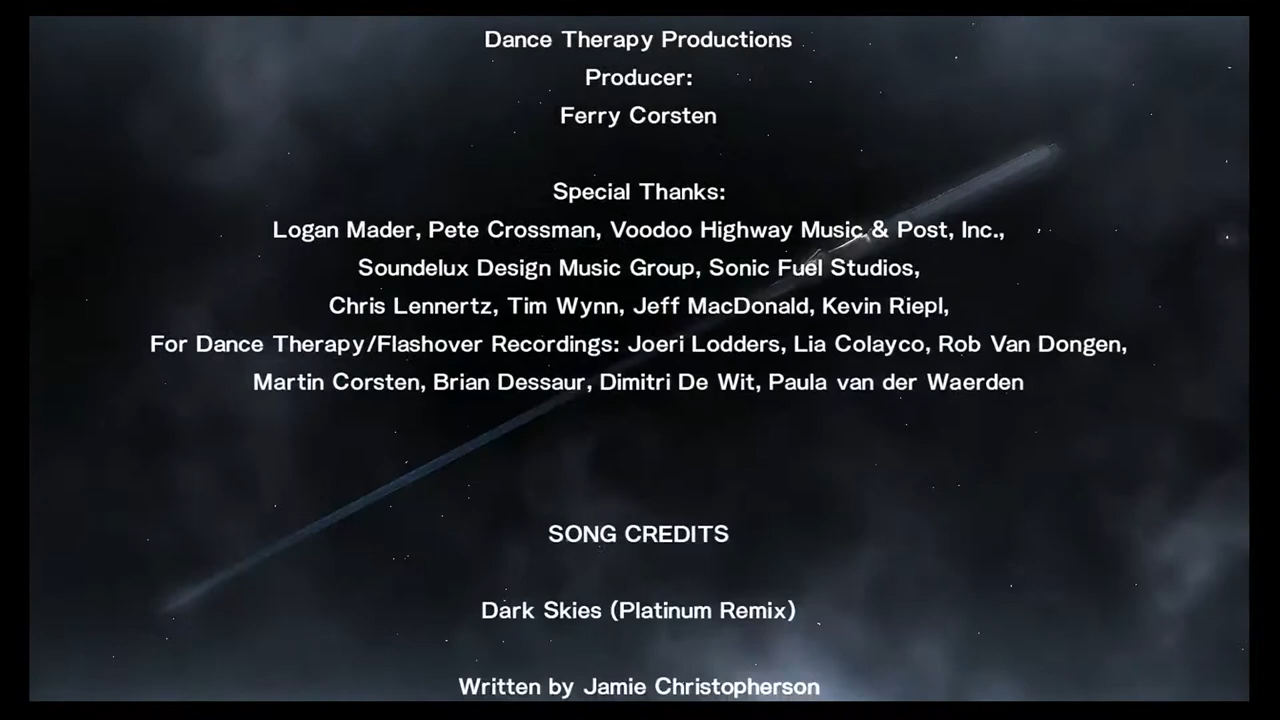 Dance Therapy Productions
Producer:
Ferry Corsten
Special Thanks:
Logan Mader, Pete Crossman, Voodoo Highway Music & Post, Inc.,
Soundelux Design Music Group, Sonic Fuel Studios,
Chris Lennertz, Tim Wynn, Jeff MacDonald, Kevin Riepl,
For Dance Therapy/Flashover Recordings: Joeri Lodders, Lia Colayco, Rob Van Dongen,
Martin Corsten, Brian Dessaur, Dimitri De Wit, Paula van der Waerden
SONG CREDITS
Dark Skies (Platinum Remix)
Written by Jamie Christopherson